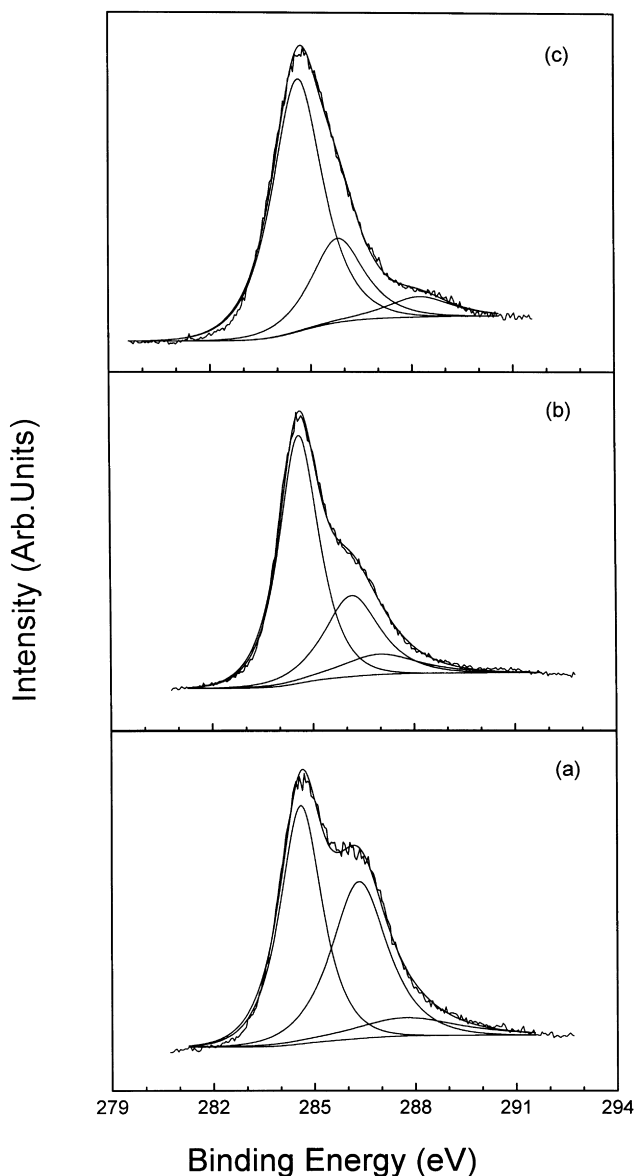 (c)
(b)
(a)
Intensity (Arb.Units)
279 282 285 288 291 294
Binding Energy (eV)